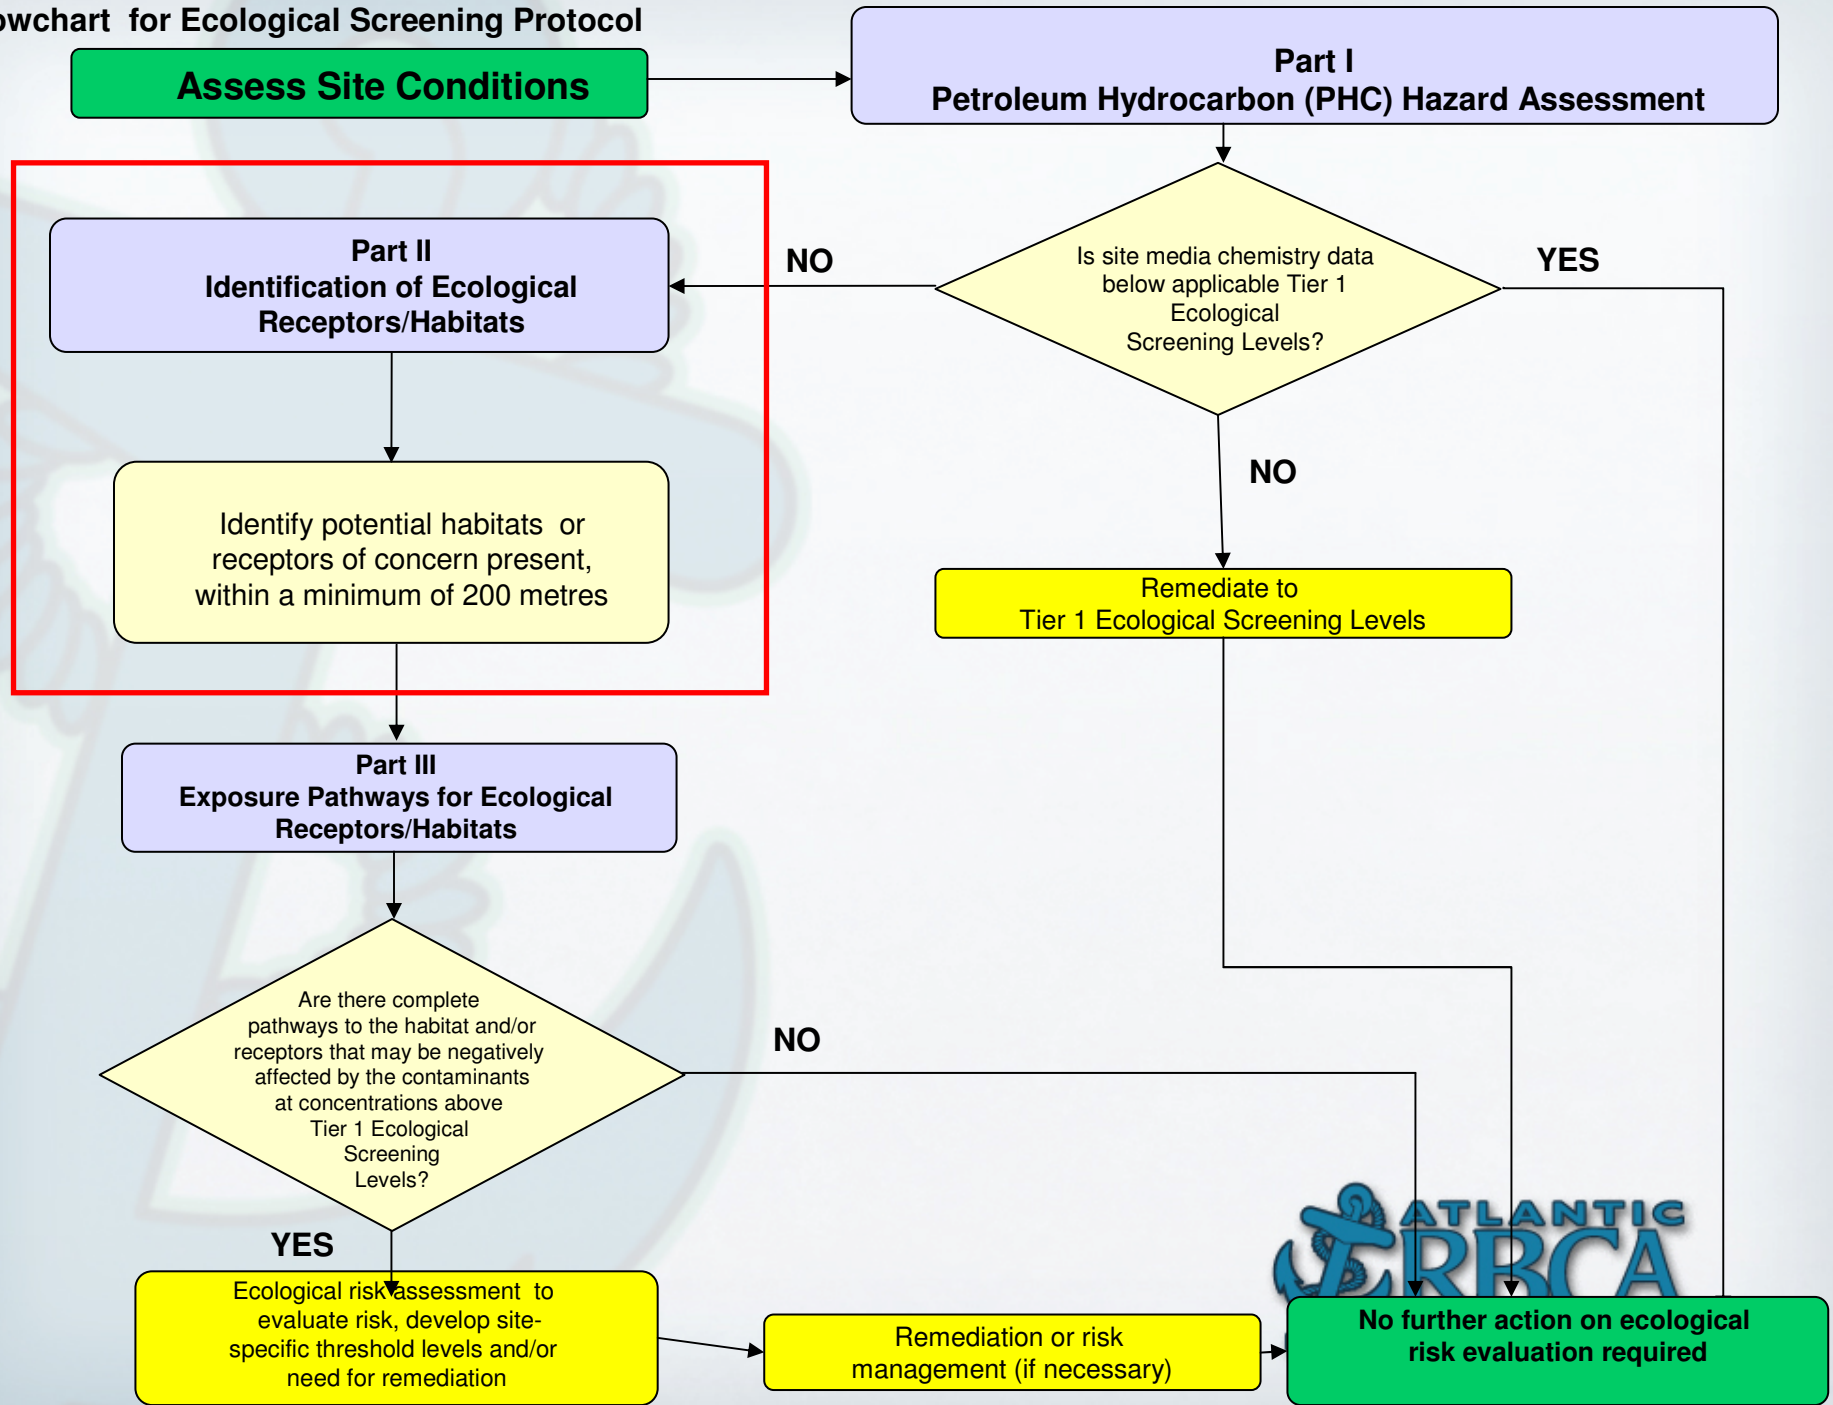 owchart for Ecological Screening Protocol
Assess Site Conditions
Part I
Petroleum Hydrocarbon (PHC) Hazard Assessment
Part II
Identification of Ecological
Receptors/Habitats
NO
Is site media chemistry data
below applicable Tier 1
Ecological
Screening Levels?
YES
NO
Identify potential habitats or
receptors of concern present,
within a minimum of 200 metres
Remediate to
Tier 1 Ecological Screening Levels
Part III
Exposure Pathways for Ecological
Receptors/Habitats
Are there complete
pathways to the habitat and/or
receptors that may be negatively
affected by the contaminants
at concentrations above
Tier 1 Ecological
Screening
Levels?
NO
YES
Ecological risk assessment to
evaluate risk, develop site-
specific threshold levels and/or
need for remediation
Remediation or risk
management (if necessary)
ATLANTIC
RBCA
No further action on ecological
risk evaluation required